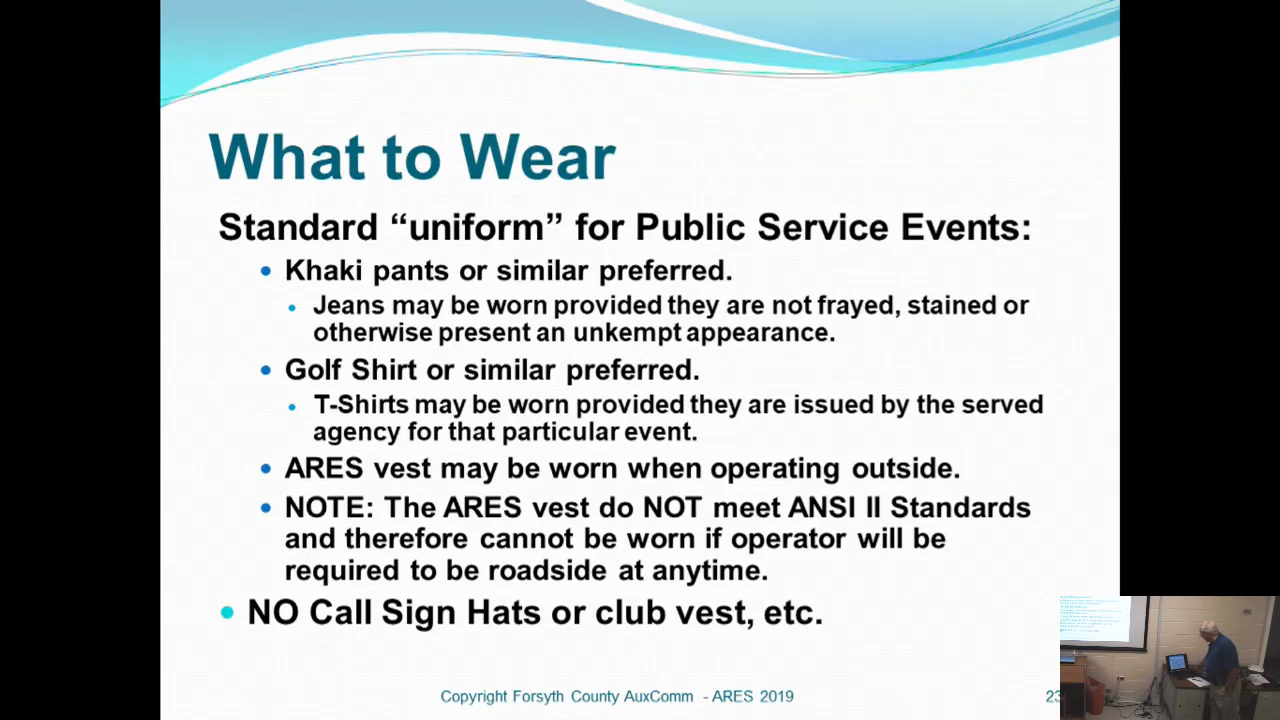 What to Wear
Standard “uniform” for Public Service Events:
• Khaki pants or similar preferred.
• Jeans may be worn provided they are not frayed, stained or
otherwise present an unkempt appearance.
• Golf Shirt or similar preferred.
• T-Shirts may be worn provided they are issued by the served
agency for that particular event.
• ARES vest may be worn when operating outside.
• NOTE: The ARES vest do NOT meet ANSI II Standards
and therefore cannot be worn if operator will be
required to be roadside at anytime.
• NO Call Sign Hats or club vest, etc.
Copyright Forsyth County AuxComm - ARES 2019
23